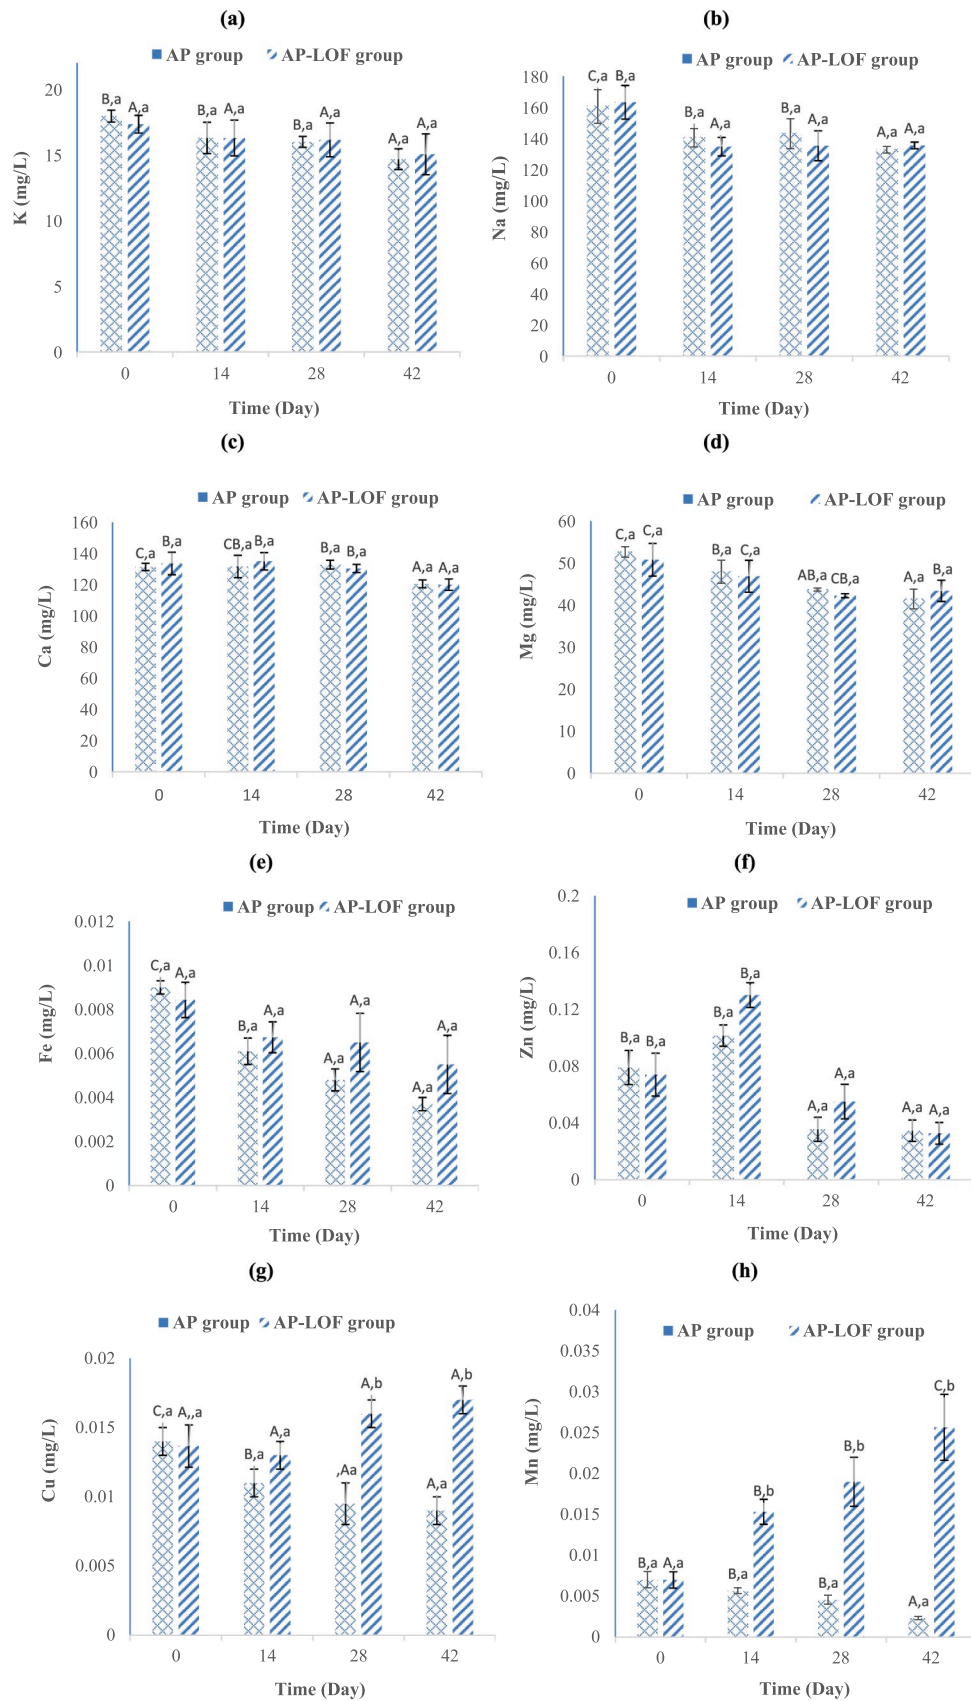 (a)
AP group AP-LOF group
K (mg/L)
20
15
10
5
0
B,a A,a B,a A,a B,a A,a A,a A,a
0 14 28 42
Time (Day)
(b)
AP group AP-LOF group
Na (mg/L)
180
160
140
120
100
80
60
40
20
0
C,a B,a B,a A,a B,a A,a A,a A,a
0 14 28 42
Time (Day)
(c)
AP group AP-LOF group
Ca (mg/L)
160
140
120
100
80
60
40
20
0
C,a B,a CB,a B,a B,a B,a A,a A,a
0 14 28 42
Time (Day)
(d)
AP group AP-LOF group
Mg (mg/L)
60
50
40
30
20
10
0
C,a C,a B,a C,a AB,a CB,a A,a B,a
0 14 28 42
Time (Day)
(e)
AP group AP-LOF group
Fe (mg/L)
0.012
0.01
0.008
0.006
0.004
0.002
0
C,a A,a B,a A,a A,a A,a A,a A,a
0 14 28 42
Time (Day)
(f)
AP group AP-LOF group
Zn (mg/L)
0.2
0.16
0.12
0.08
0.04
0
B,a B,a B,a B,a A,a A,a A,a A,a
0 14 28 42
Time (Day)
(g)
AP group AP-LOF group
Cu (mg/L)
0.02
0.015
0.01
0.005
0
C,a A,,a B,a A,a ,Aa A,b A,a A,b
0 14 28 42
Time (Day)
(h)
AP group AP-LOF group
Mn (mg/L)
0.04
0.035
0.03
0.025
0.02
0.015
0.01
0.005
0
B,a A,a B,a B,b B,a B,b A,a C,b
0 14 28 42
Time (Day)